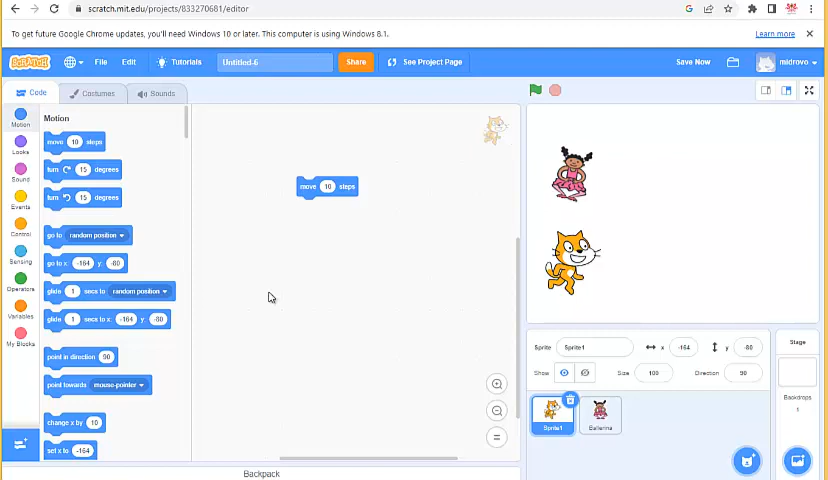 scratch.mit.edu/projects/833270681/editor
To get future Google Chrome updates, you'll need Windows 10 or later. This computer is using Windows 8.1.
Learn more
SCRATCH
File
Edit
Tutorials
Untitled-6
Share
See Project Page
Save Now
midrovo
Code
Costumes
Sounds
Motion
Looks
Sound
Events
Control
Sensing
Operators
Variables
My Blocks
Motion
move 10 steps
turn 15 degrees
turn 15 degrees
go to random position
go to x: -164 y: -80
glide 1 secs to random position
glide 1 secs to x: -164 y: -80
point in direction 90
point towards mouse-pointer
change x by 10
set x to -164
move 10 steps
Backpack
Sprite
Sprite1
x -164
y -80
Show
Size 100
Direction 90
Sprite1
Ballerina
Stage
Backdrops
1